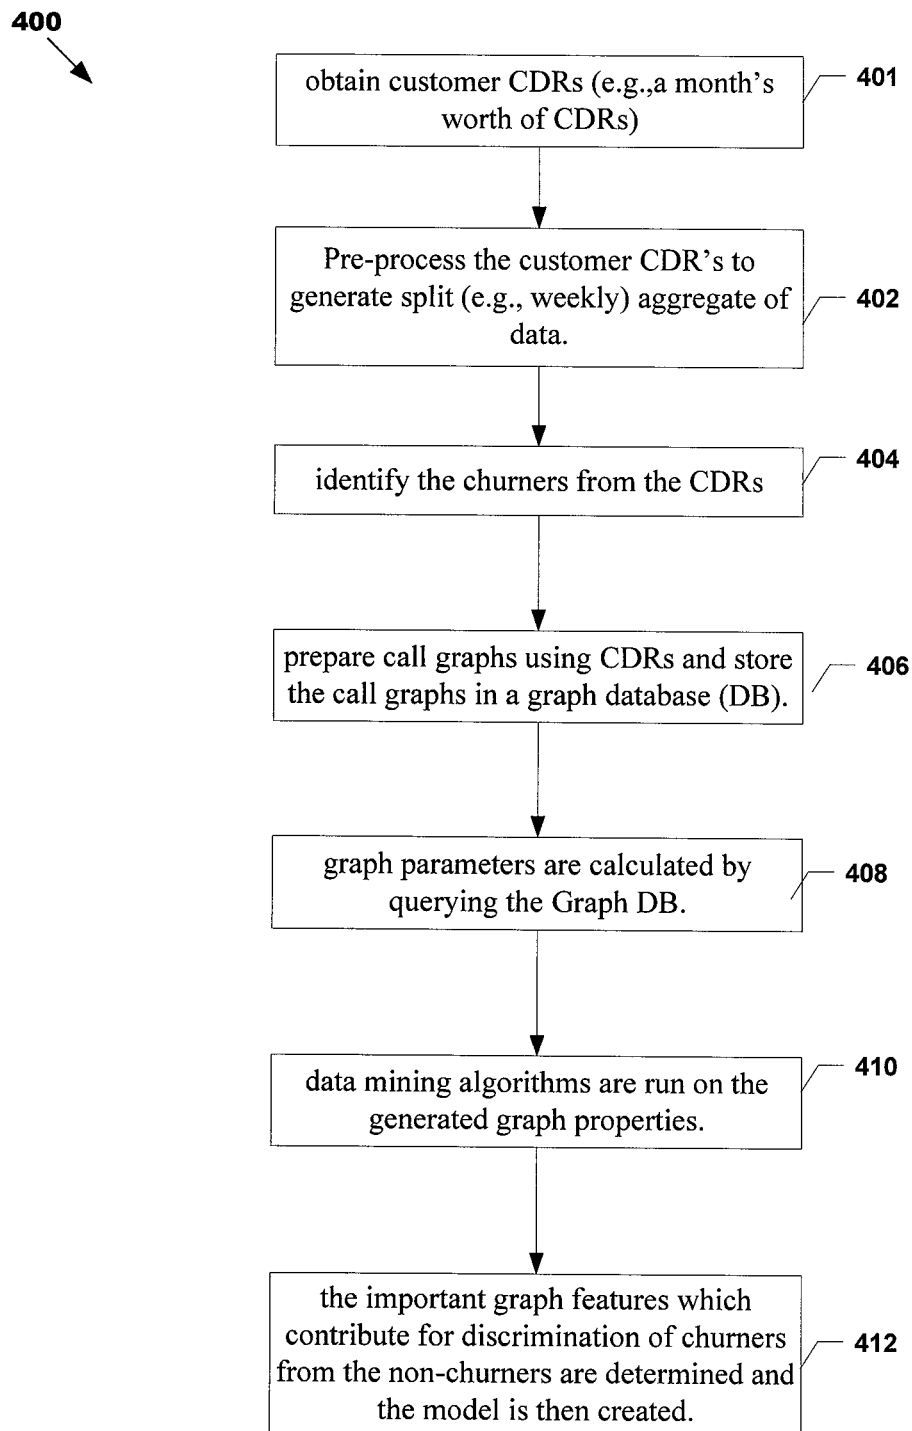 400
obtain customer CDRs (e.g.,a month's
worth of CDRs)
401
Pre-process the customer CDR's to
generate split (e.g., weekly) aggregate of
data.
402
identify the churners from the CDRs
404
prepare call graphs using CDRs and store
the call graphs in a graph database (DB).
406
graph parameters are calculated by
querying the Graph DB.
408
data mining algorithms are run on the
generated graph properties.
410
the important graph features which
contribute for discrimination of churners
from the non-churners are determined and
the model is then created.
412